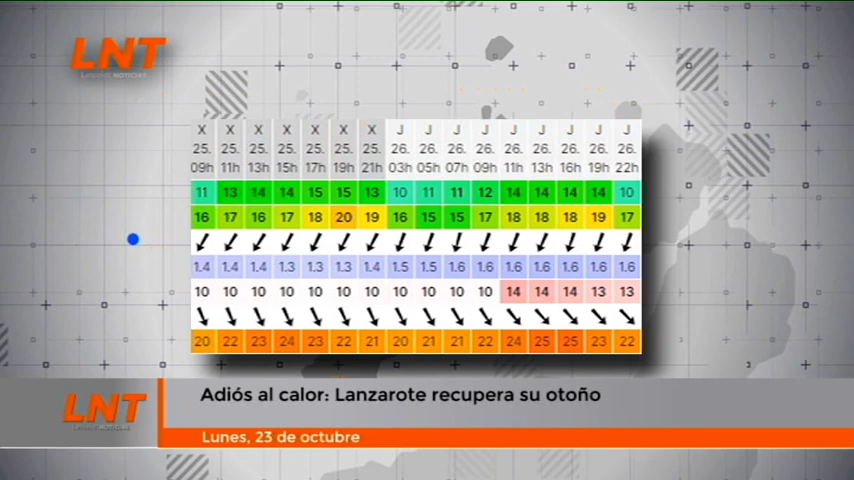 LNT
Lanzarote NOTICIAS
X X X X X X X J J J J J J J J J
25. 25. 25. 25. 25. 25. 25. 26. 26. 26. 26. 26. 26. 26. 26. 26.
09h 11h 13h 15h 17h 19h 21h 03h 05h 07h 09h 11h 13h 16h 19h 22h
11 13 14 14 15 15 13 10 11 11 12 14 14 14 14 10
16 17 16 17 18 20 19 16 15 15 17 18 18 18 19 17
1.4 1.4 1.4 1.3 1.3 1.3 1.4 1.5 1.5 1.6 1.6 1.6 1.6 1.6 1.6 1.6
10 10 10 10 10 10 10 10 10 10 10 14 14 14 13 13
20 22 23 24 23 22 21 20 21 21 22 24 25 25 23 22
Adiós al calor: Lanzarote recupera su otoño
LNT
Lanzarote NOTICIAS
Lunes, 23 de octubre